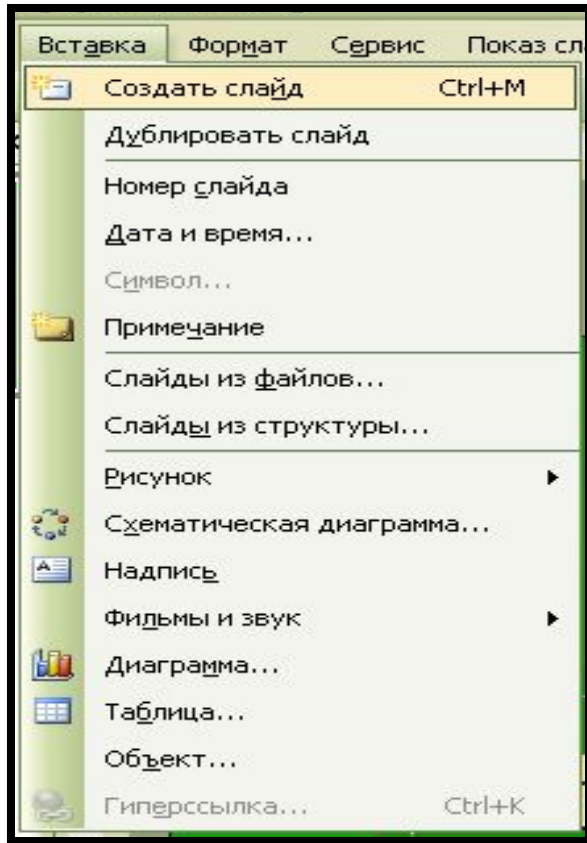 Вставка Формат Сервис Показ сл
Создать слайд Ctrl+M
Дублировать слайд
Номер слайда
Дата и время...
Символ...
Примечание
Слайды из файлов...
Слайды из структуры...
Рисунок
Схематическая диаграмма...
Надпись
Фильмы и звук
Диаграмма...
Таблица...
Объект...
Гиперссылка... Ctrl+K